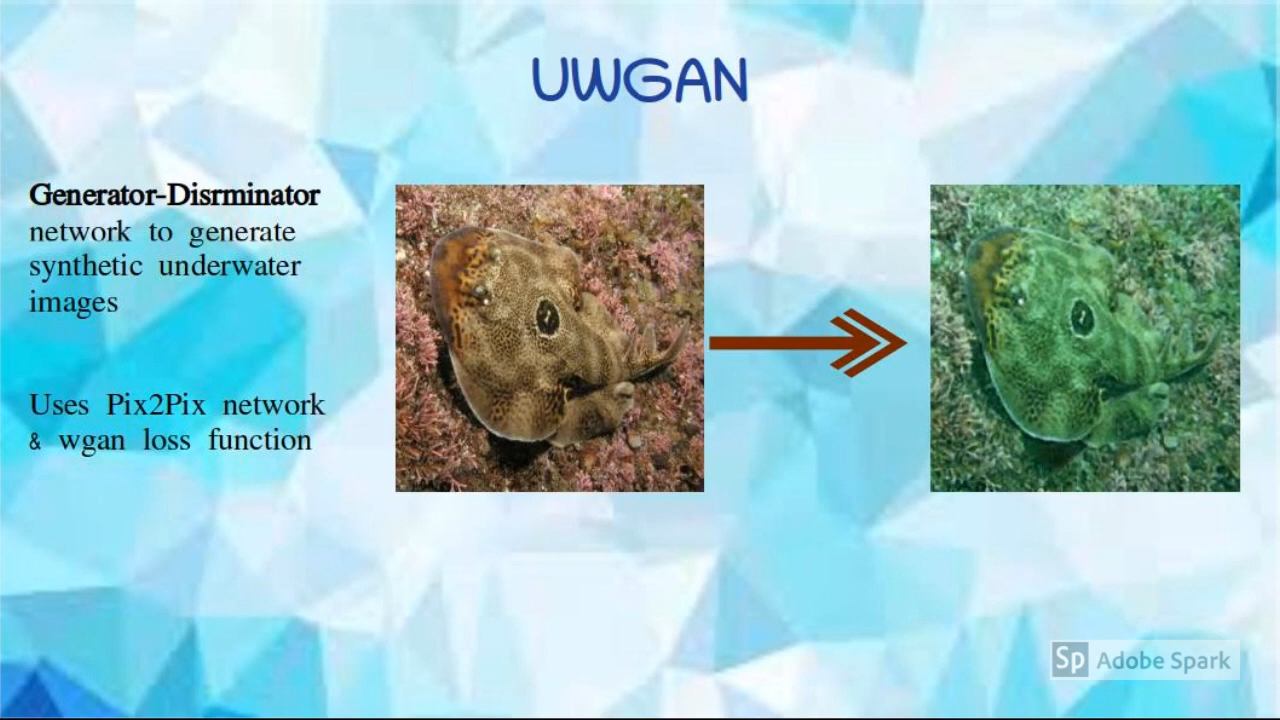 UWGAN
Generator-Disrminator
network to generate
synthetic underwater
images
Uses Pix2Pix network
& wgan loss function
Sp Adobe Spark